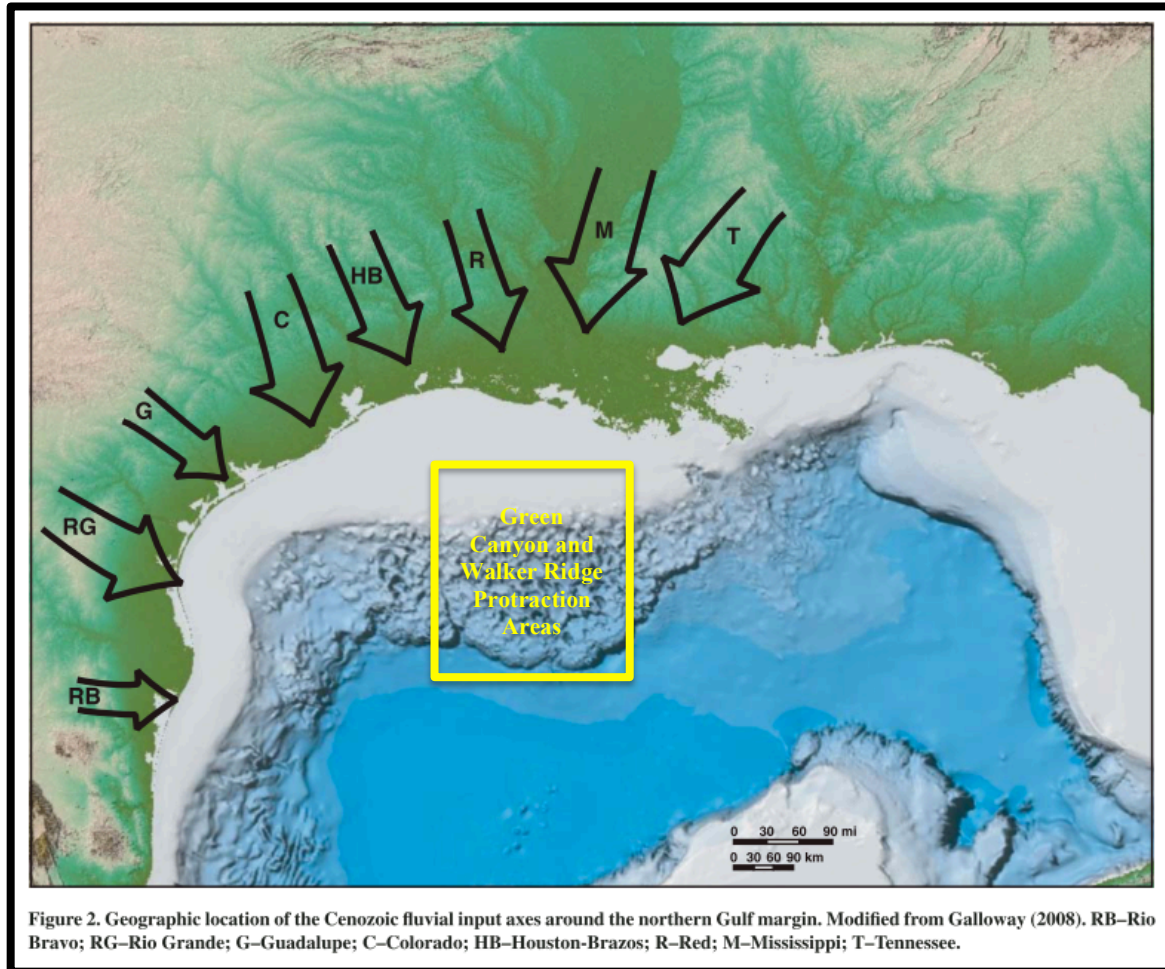 M
T
R
HB
C
G
RG
RB
Green
Canyon and
Walker Ridge
Protraction
Areas
0 30 60 90 mi
0 30 60 90 km
Figure 2. Geographic location of the Cenozoic fluvial input axes around the northern Gulf margin. Modified from Galloway (2008). RB–Rio
Bravo; RG–Rio Grande; G–Guadalupe; C–Colorado; HB–Houston-Brazos; R–Red; M–Mississippi; T–Tennessee.